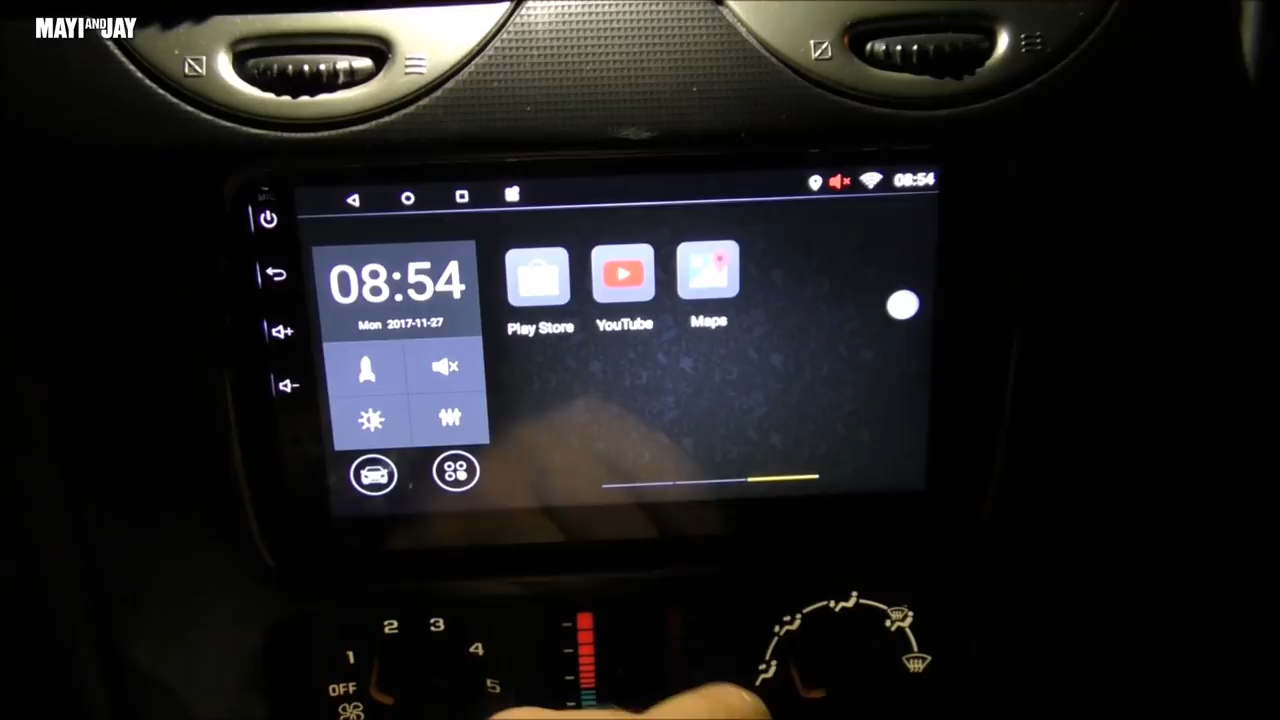 MAYI AND JAY
MIC
08:54
08:54
Mon 2017-11-27
Play Store
YouTube
Maps
2
3
1
4
OFF
5